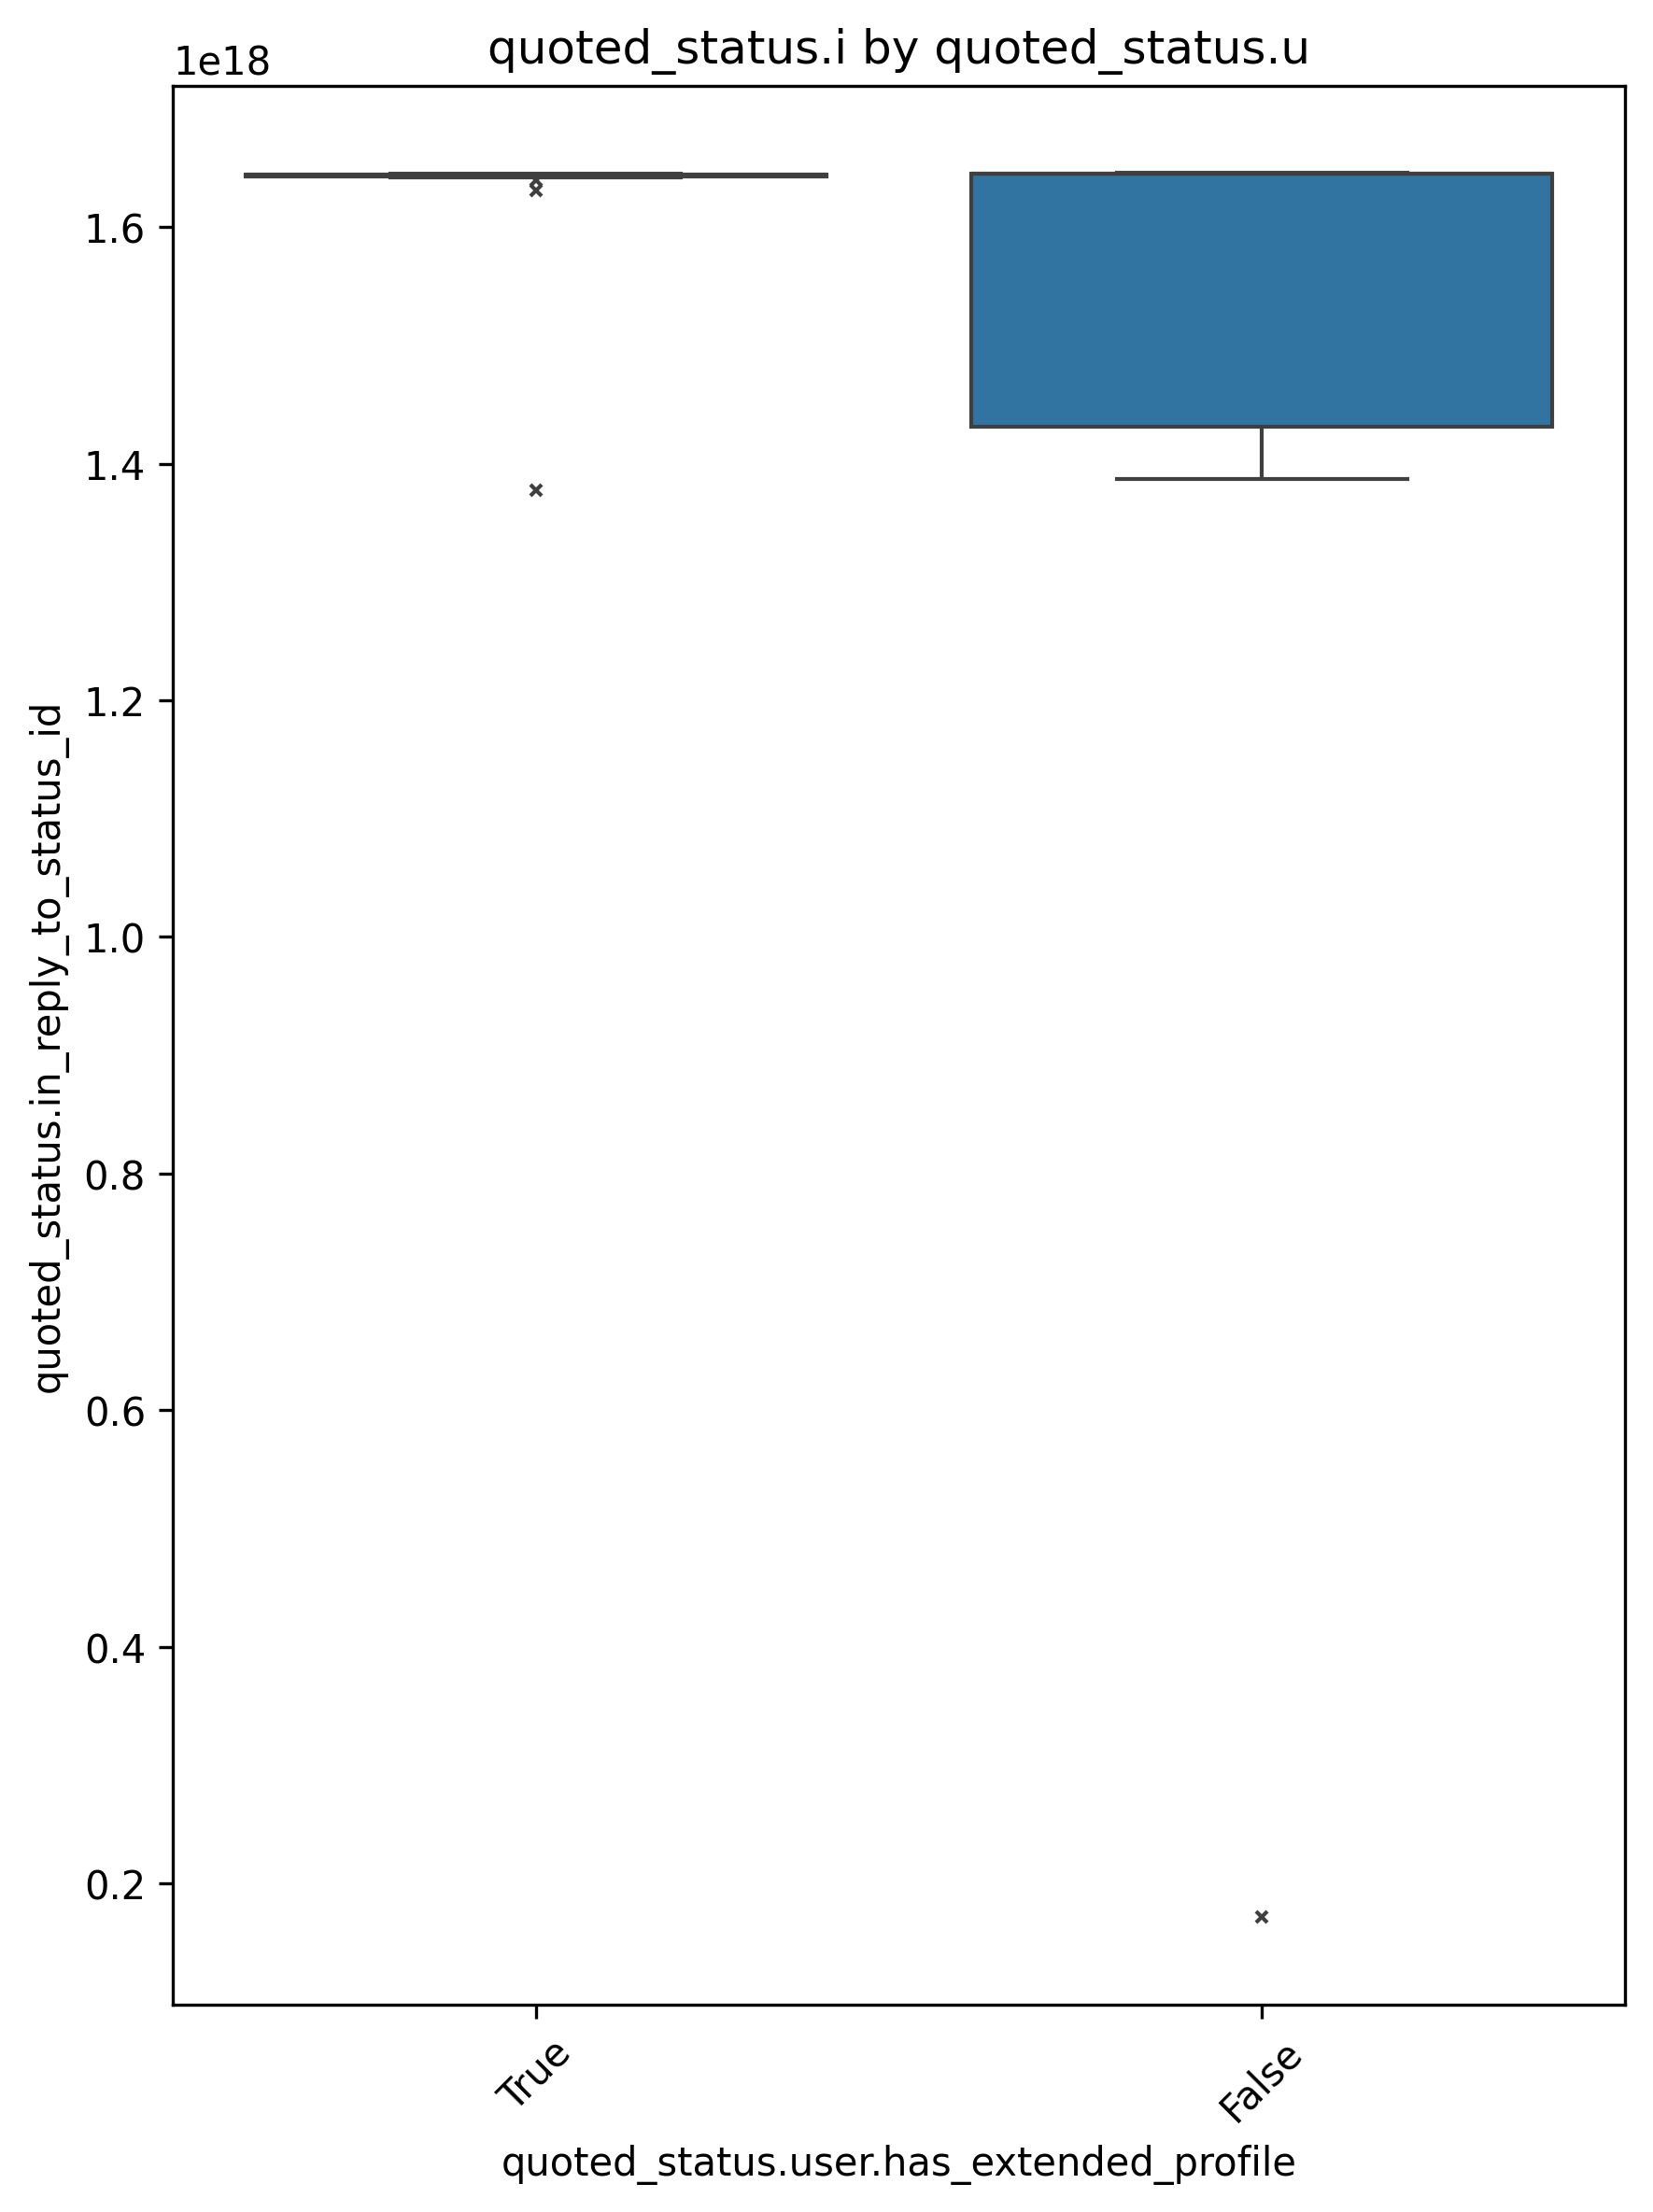 quoted_status.i by quoted_status.u
1e18
1.6
1.4
1.2
1.0
0.8
0.6
0.4
0.2
quoted_status.in_reply_to_status_id
True
False
quoted_status.user.has_extended_profile